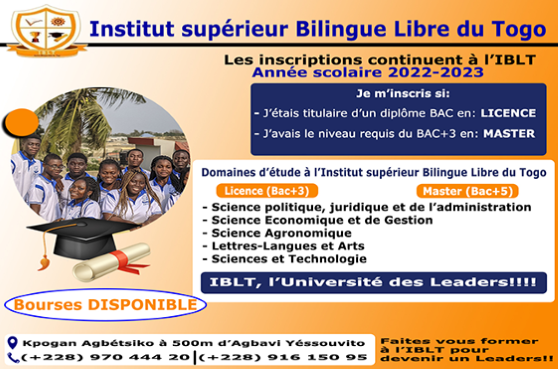 Institut supérieur Bilingue Libre du Togo
Les inscriptions continuent à l'IBLT
Année scolaire 2022-2023
Je m'inscris si:
- J'étais titulaire d'un diplôme BAC en: LICENCE
- J'avais le niveau requis du BAC+3 en: MASTER
Domaines d'étude à l'Institut supérieur Bilingue Libre du Togo
Licence (Bac+3) Master (Bac+5)
- Science politique, juridique et de l'administration
- Science Economique et de Gestion
- Science Agronomique
- Lettres-Langues et Arts
- Sciences et Technologie
IBLT, l'Université des Leaders!!!!
Bourses DISPONIBLE
Kpogan Agbétsiko à 500m d'Agbavi Yéssouvito
(+228) 970 444 20 | (+228) 916 150 95
Faites vous former
à l'IBLT pour
devenir un Leaders!!